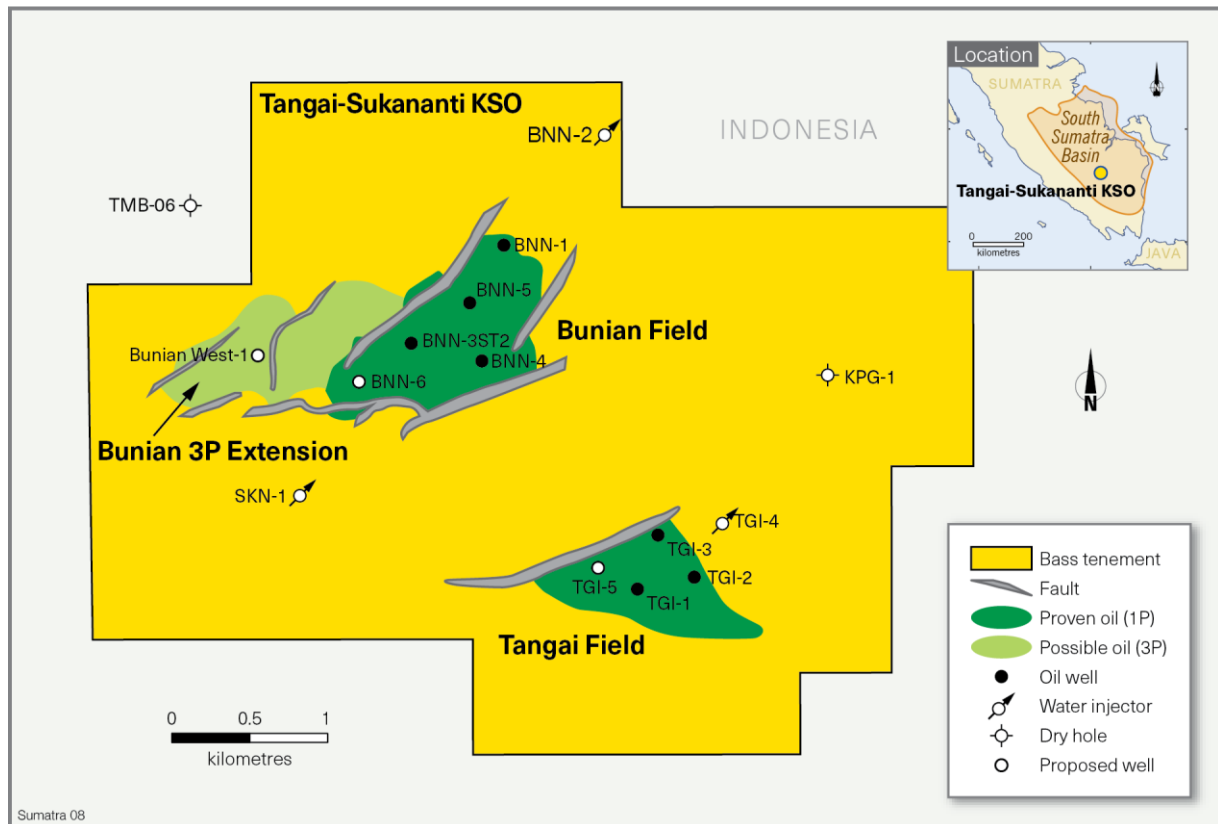 Tangai-Sukananti KSO
BNN-2
INDONESIA
TMB-06
BNN-1
BNN-5
Bunian Field
BNN-3ST2
Bunian West-1
BNN-4
BNN-6
KPG-1
N
Bunian 3P Extension
SKN-1
TGI-4
TGI-3
TGI-2
TGI-5
TGI-1
Tangai Field
0 0.5 1
kilometres
Sumatra 08
Location
SUMATRA
N
South
Sumatra
Basin
Tangai-Sukananti KSO
0 200
kilometres
JAVA
Bass tenement
Fault
Proven oil (1P)
Possible oil (3P)
Oil well
Water injector
Dry hole
Proposed well